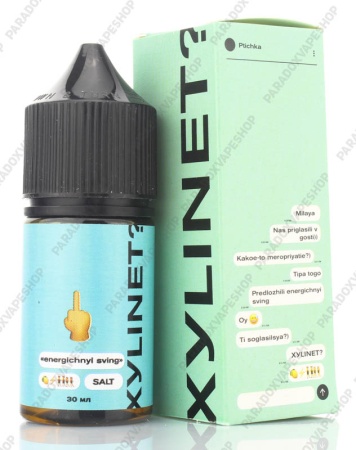 XYLINET?
«energichnyi sving»
SALT
30 мл
XYLINET?
Ptichka
Milaya
Nas priglasili v
gosti))
Kakoe-to meropriyatie?)
Tipa togo
Predlozhili energichnyi
sving
Oy
Ti soglasilsya?)
XYLINET?
PARADOXVAPESHOP